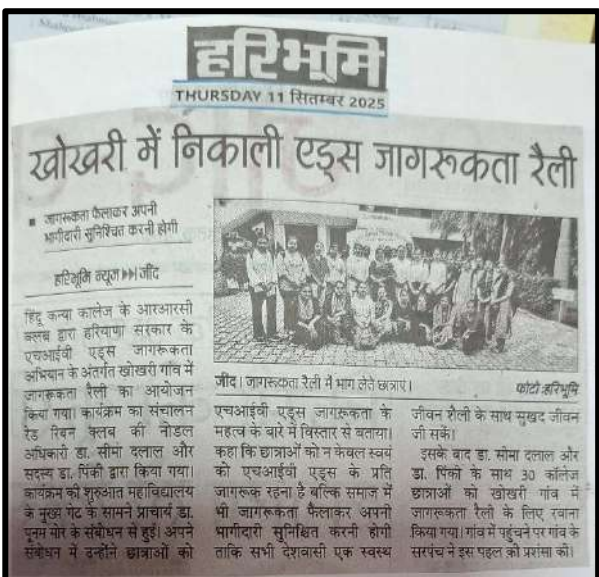 हरिभूमि
THURSDAY 11 सितम्बर 2025
खोखरी में निकाली एड्स जागरूकता रैली
जागरूकता फैलाकर अपनी
भागीदारी सुनिश्चित करनी होगी
हरिभूमि न्यूज ▶▶ जींद
हिंदू कन्या कालेज के आरआरसी
क्लब द्वारा हरियाणा सरकार के
एचआईवी एड्स जागरूकता
अभियान के अंतर्गत खोखरी गांव में
जागरूकता रैली का आयोजन
किया गया। कार्यक्रम का संचालन
रेड रिबन क्लब की नोडल
अधिकारी डा. सीमा दलाल और
सदस्य डा. पिंकी द्वारा किया गया।
कार्यक्रम की शुरुआत महाविद्यालय
के मुख्य गेट के सामने प्राचार्य डा.
पूनम मोर के संबोधन से हुई। अपने
संबोधन में उन्होंने छात्राओं को
जींद। जागरूकता रैली में भाग लेते छात्राएं।
फोटो :हरिभूमि
एचआईवी एड्स जागरूकता के
महत्व के बारे में विस्तार से बताया।
कहा कि छात्राओं को न केवल स्वयं
को एचआईवी एड्स के प्रति
जागरूक रहना है बल्कि समाज में
भी जागरूकता फैलाकर अपनी
भागीदारी सुनिश्चित करनी होगी
ताकि सभी देशवासी एक स्वस्थ
जीवन शैली के साथ सुखद जीवन
जी सकें।
इसके बाद डा. सीमा दलाल और
डा. पिंकी के साथ 30 कॉलेज
छात्राओं को खोखरी गांव में
जागरूकता रैली के लिए रवाना
किया गया। गांव में पहुंचने पर गांव के
सरपंच ने इस पहल की प्रशंसा की।